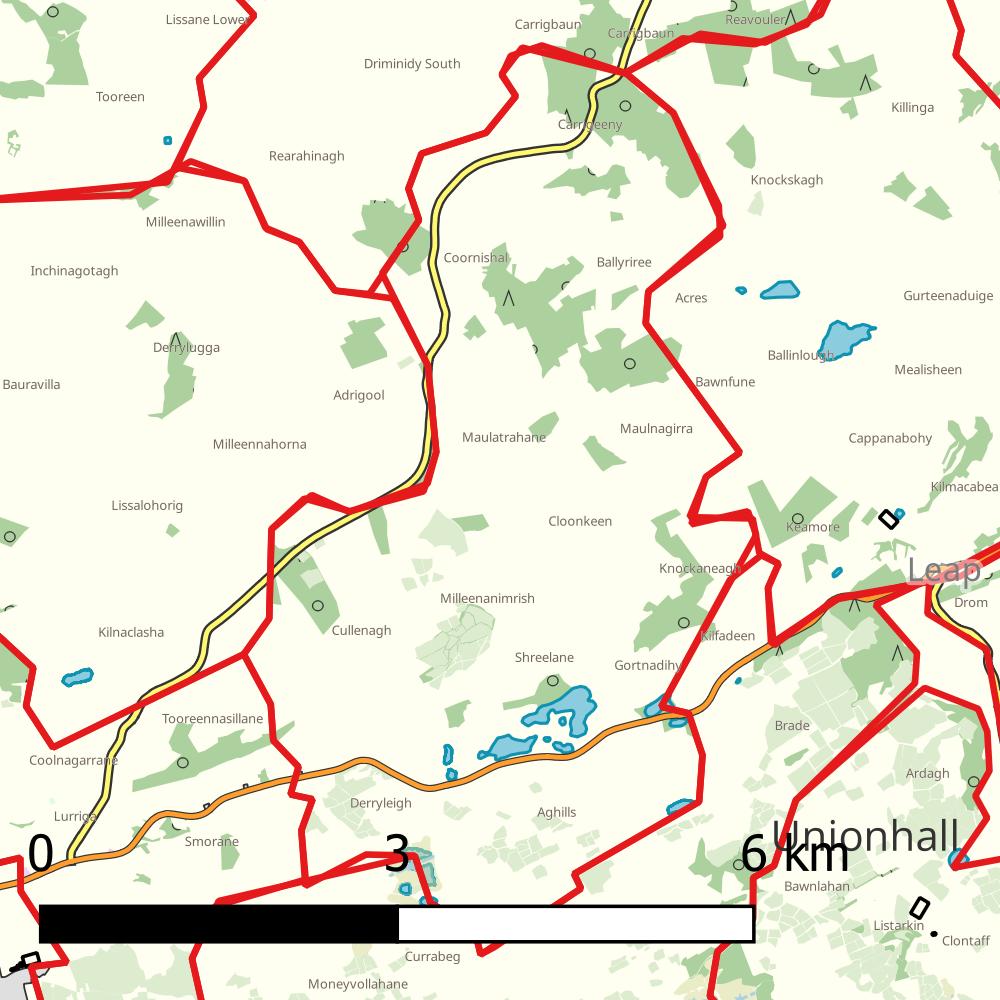 Lissane Lower
Carrigbaun
Reavouler
Carrigbaun
Driminidy South
Tooreen
Killinga
Carrigeeny
Rearahinagh
Knockskagh
Milleenawillin
Coornishal
Ballyriree
Inchinagotagh
Acres
Gurteenaduige
Derrylugga
Ballinlough
Mealisheen
Bauravilla
Bawnfune
Adrigool
Maulnagirra
Maulatrahane
Cappanabohy
Milleennahorna
Kilmacabea
Lissalohorig
Cloonkeen
Keamore
Knockaneagh
Leap
Milleenanimrish
Drom
Kilnaclasha
Cullenagh
Kilfadeen
Shreelane
Gortnadihy
Tooreennasillane
Brade
Coolnagarrane
Ardagh
Derryleigh
Aghills
Lurriga
Smorane
Unionhall
0 3 6 km
Bawnlahan
Listarkin
Clontaff
Currabeg
Moneyvollahane